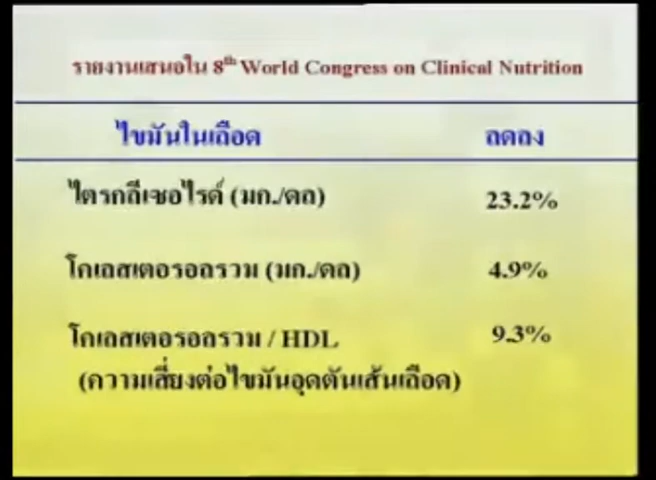 รายงานเสนอใน 8th World Congress on Clinical Nutrition
ไขมันในเลือด ลดลง
ไตรกลีเซอไรด์ (มก./ดล) 23.2%
โกเลสเตอรอลรวม (มก./ดล) 4.9%
โกเลสเตอรอลรวม / HDL 9.3%
(ความเสี่ยงต่อไขมันอุดตันเส้นเลือด)